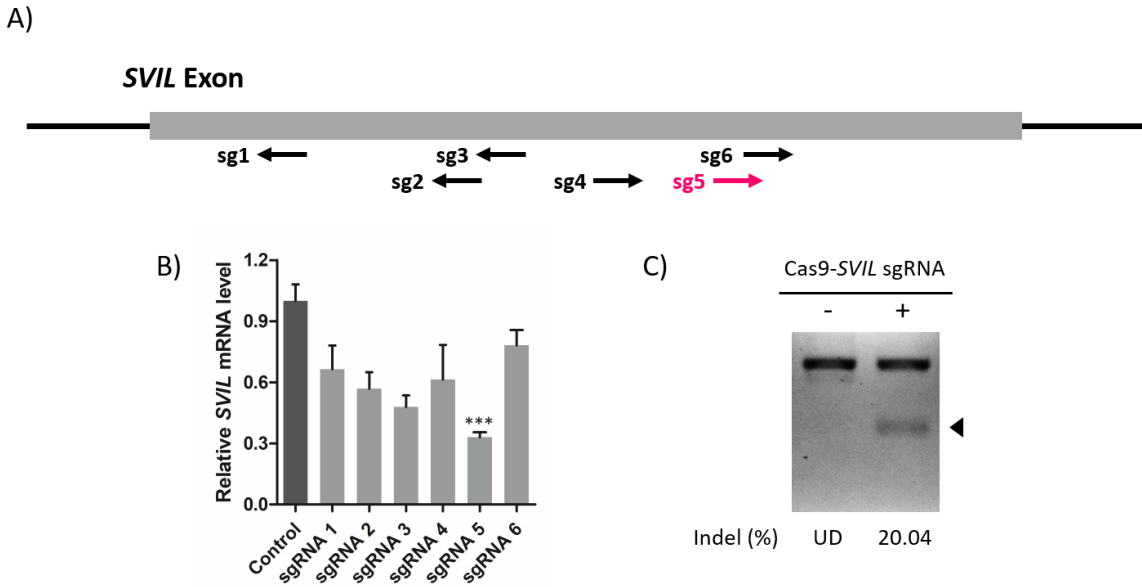 A)
SVIL Exon
sg1
sg3
sg6
sg2
sg4
sg5
B)
Relative SVIL mRNA level
1.2
0.9
0.6
0.3
0.0
***
Control
sgRNA 1
sgRNA 2
sgRNA 3
sgRNA 4
sgRNA 5
sgRNA 6
C)
Cas9-SVIL sgRNA
- +
Indel (%) UD 20.04